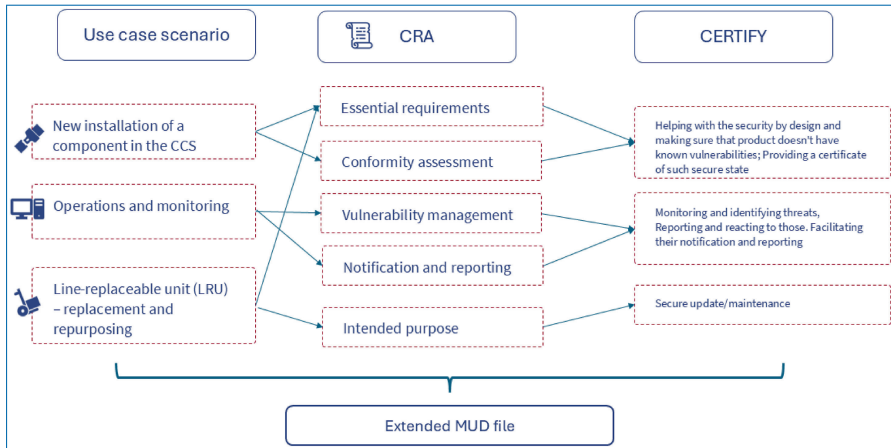 Use case scenario
CRA
CERTIFY
New installation of a
component in the CCS
Operations and monitoring
Line-replaceable unit (LRU)
– replacement and
repurposing
Essential requirements
Conformity assessment
Vulnerability management
Notification and reporting
Intended purpose
Helping with the security by design and
making sure that product doesn't have
known vulnerabilities; Providing a certificate
of such secure state
Monitoring and identifying threats,
Reporting and reacting to those. Facilitating
their notification and reporting
Secure update/maintenance
Extended MUD file